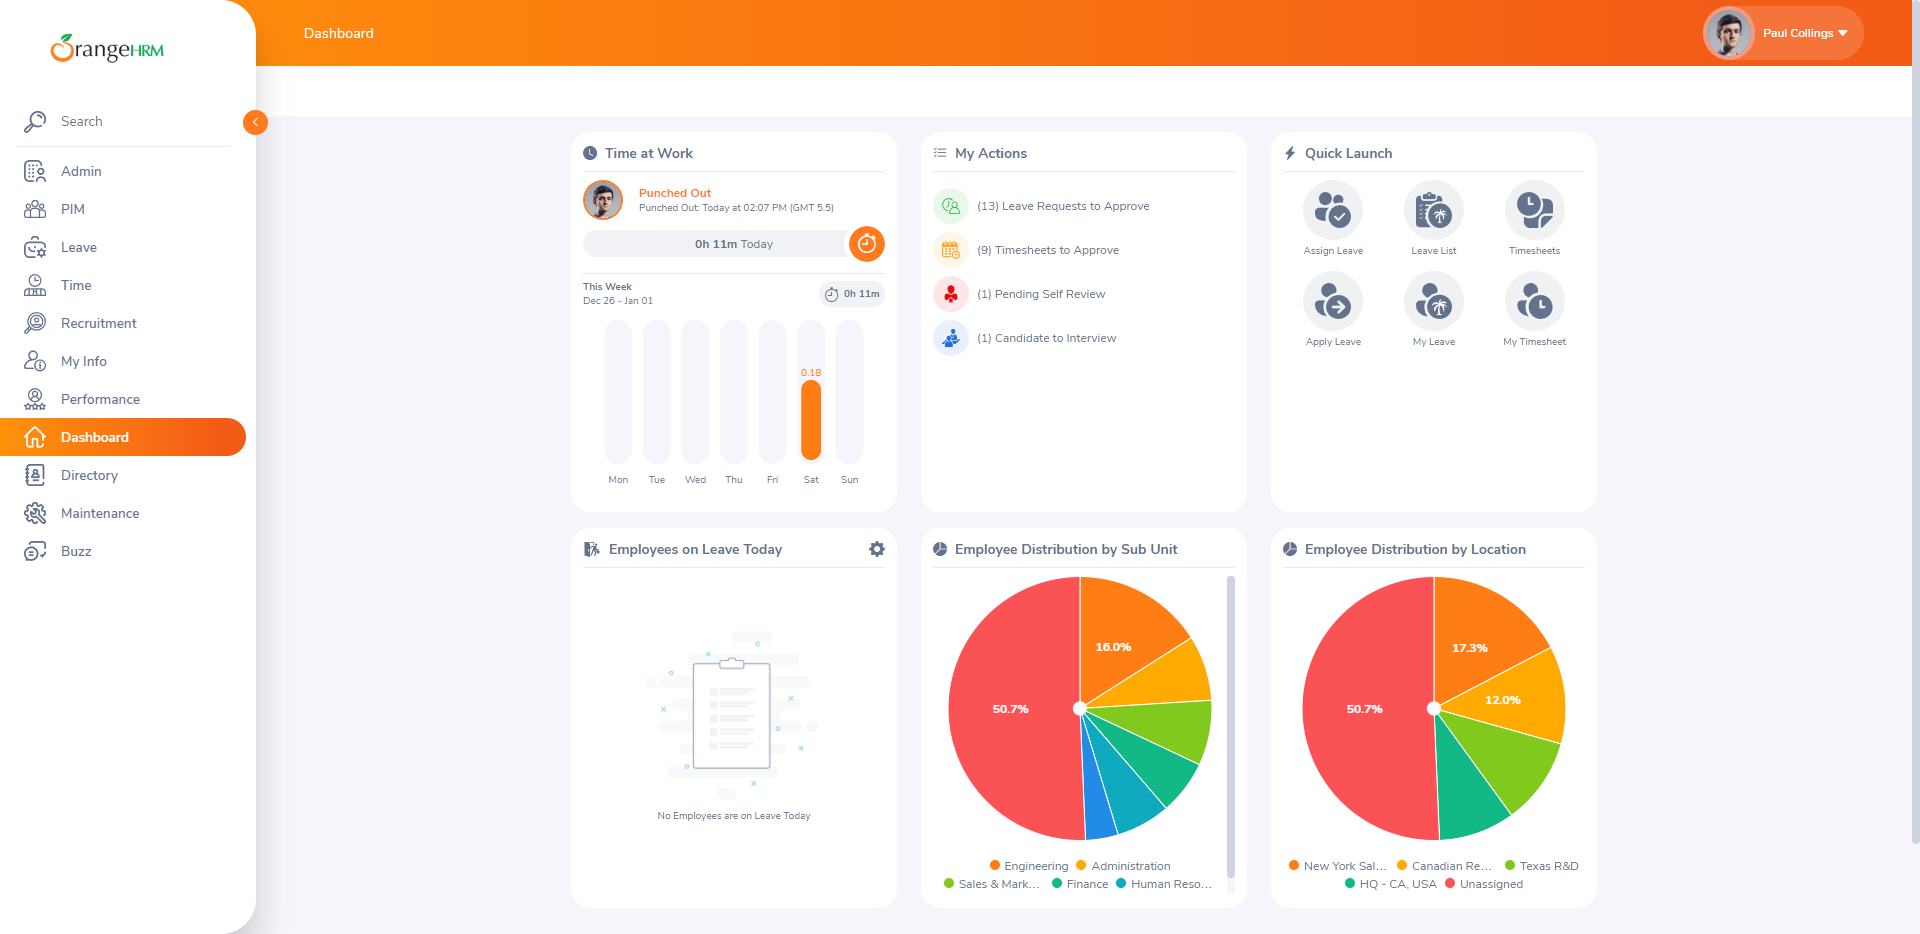 OrangeHRM
Dashboard
Paul Collings
Search
Admin
PIM
Leave
Time
Recruitment
My Info
Performance
Dashboard
Directory
Maintenance
Buzz
Time at Work
Punched Out
Punched Out: Today at 02:07 PM (GMT 5.5)
0h 11m Today
This Week
Dec 26 - Jan 01
0h 11m
0.18
Mon Tue Wed Thu Fri Sat Sun
My Actions
(13) Leave Requests to Approve
(9) Timesheets to Approve
(1) Pending Self Review
(1) Candidate to Interview
Quick Launch
Assign Leave Leave List Timesheets
Apply Leave My Leave My Timesheet
Employees on Leave Today
No Employees are on Leave Today
Employee Distribution by Sub Unit
16.0%
50.7%
Engineering Administration
Sales & Mark... Finance Human Reso...
Employee Distribution by Location
17.3%
12.0%
50.7%
New York Sal... Canadian Re... Texas R&D
HQ - CA, USA Unassigned